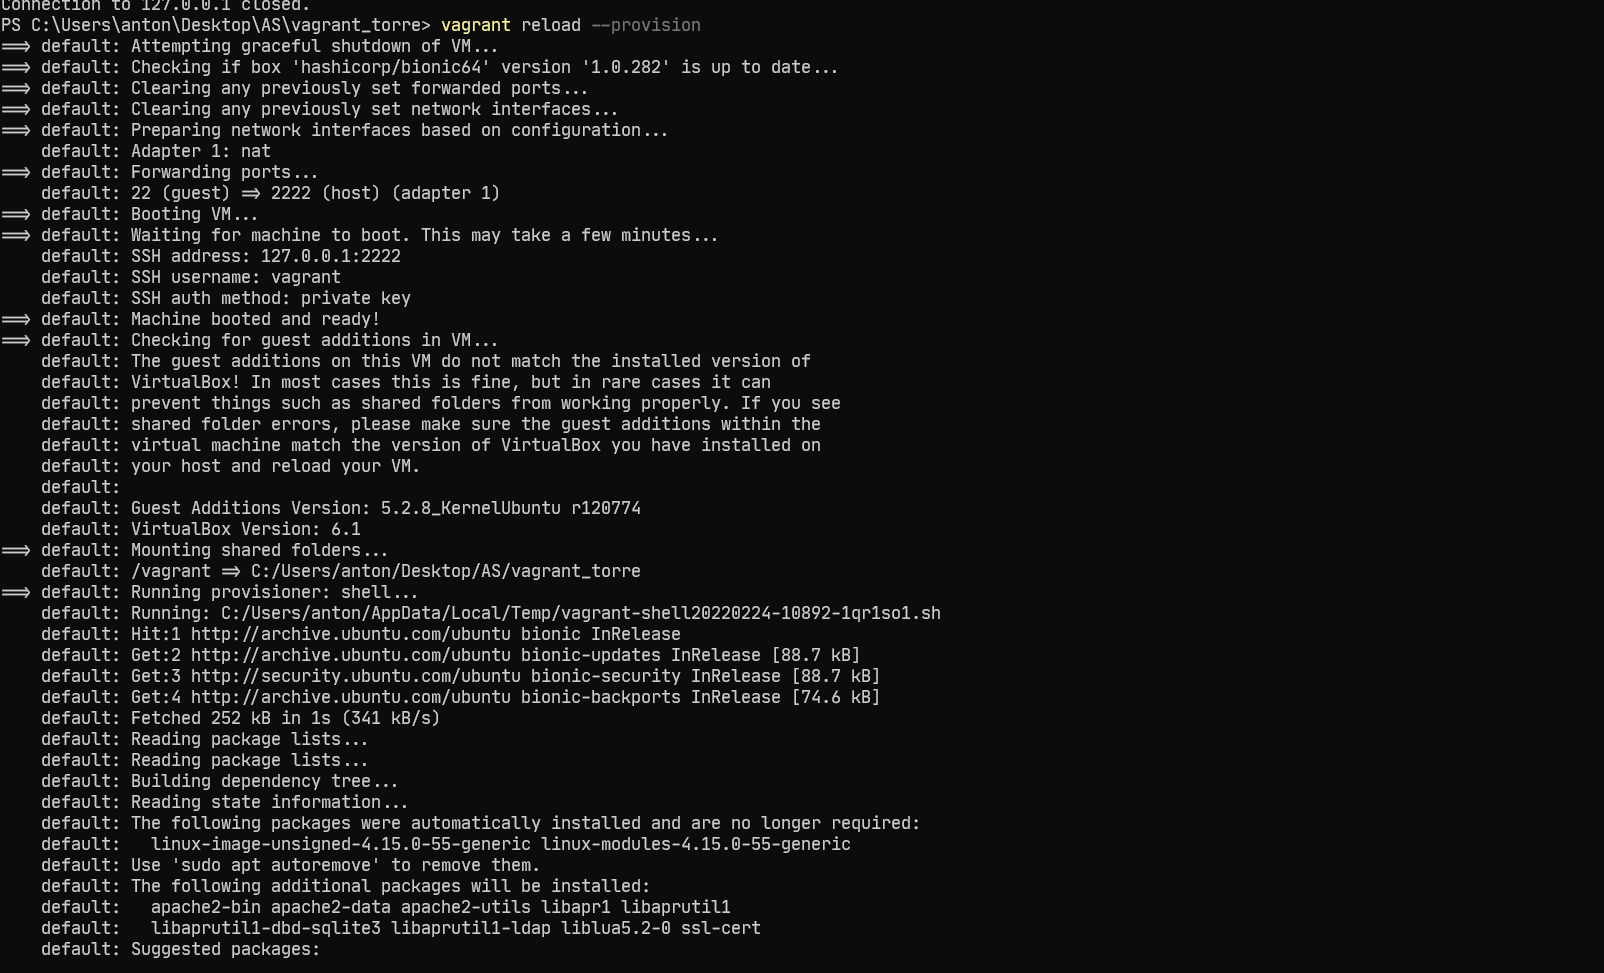 Connection to 127.0.0.1 closed.
PS C:\Users\anton\Desktop\AS\vagrant_torre> vagrant reload --provision
==> default: Attempting graceful shutdown of VM...
==> default: Checking if box 'hashicorp/bionic64' version '1.0.282' is up to date...
==> default: Clearing any previously set forwarded ports...
==> default: Clearing any previously set network interfaces...
==> default: Preparing network interfaces based on configuration...
default: Adapter 1: nat
==> default: Forwarding ports...
default: 22 (guest) => 2222 (host) (adapter 1)
==> default: Booting VM...
==> default: Waiting for machine to boot. This may take a few minutes...
default: SSH address: 127.0.0.1:2222
default: SSH username: vagrant
default: SSH auth method: private key
==> default: Machine booted and ready!
==> default: Checking for guest additions in VM...
default: The guest additions on this VM do not match the installed version of
default: VirtualBox! In most cases this is fine, but in rare cases it can
default: prevent things such as shared folders from working properly. If you see
default: shared folder errors, please make sure the guest additions within the
default: virtual machine match the version of VirtualBox you have installed on
default: your host and reload your VM.
default:
default: Guest Additions Version: 5.2.8_KernelUbuntu r120774
default: VirtualBox Version: 6.1
==> default: Mounting shared folders...
default: /vagrant => C:/Users/anton/Desktop/AS/vagrant_torre
==> default: Running provisioner: shell...
default: Running: C:/Users/anton/AppData/Local/Temp/vagrant-shell20220224-10892-1qr1so1.sh
default: Hit:1 http://archive.ubuntu.com/ubuntu bionic InRelease
default: Get:2 http://archive.ubuntu.com/ubuntu bionic-updates InRelease [88.7 kB]
default: Get:3 http://security.ubuntu.com/ubuntu bionic-security InRelease [88.7 kB]
default: Get:4 http://archive.ubuntu.com/ubuntu bionic-backports InRelease [74.6 kB]
default: Fetched 252 kB in 1s (341 kB/s)
default: Reading package lists...
default: Reading package lists...
default: Building dependency tree...
default: Reading state information...
default: The following packages were automatically installed and are no longer required:
default:   linux-image-unsigned-4.15.0-55-generic linux-modules-4.15.0-55-generic
default: Use 'sudo apt autoremove' to remove them.
default: The following additional packages will be installed:
default:   apache2-bin apache2-data apache2-utils libapr1 libaprutil1
default:   libaprutil1-dbd-sqlite3 libaprutil1-ldap liblua5.2-0 ssl-cert
default: Suggested packages: